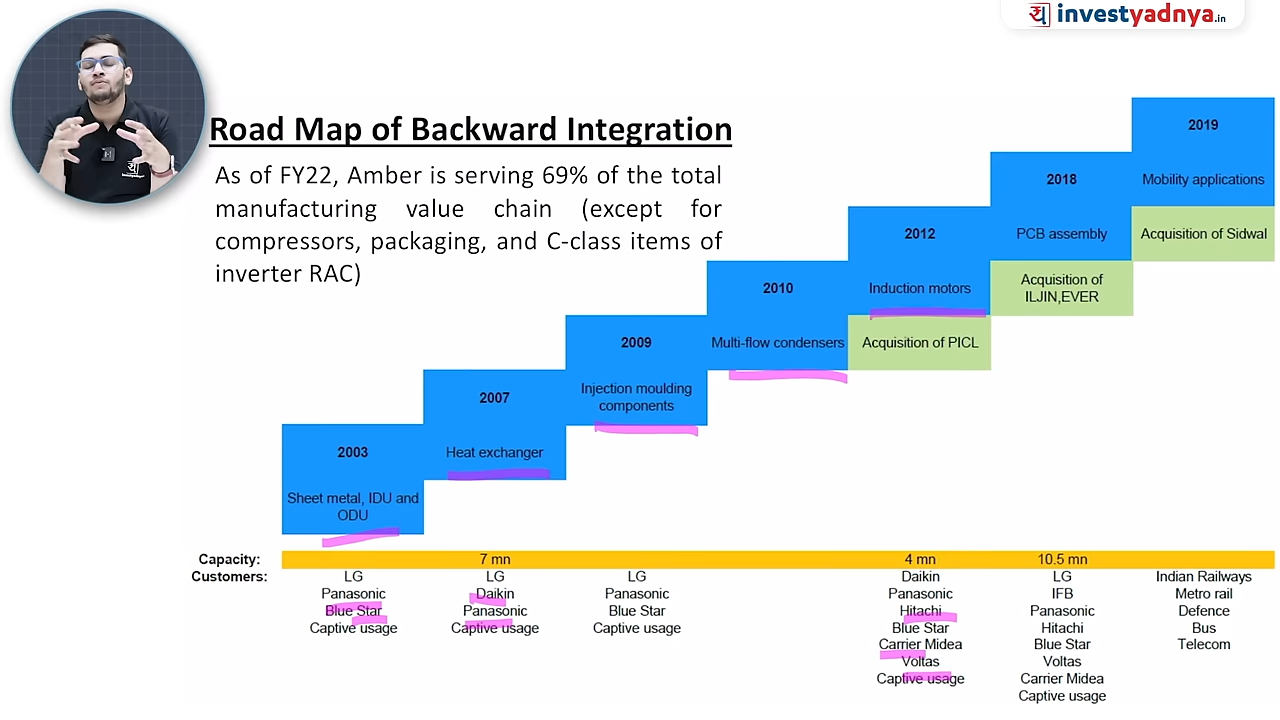 यू investyadnya.in
Road Map of Backward Integration
As of FY22, Amber is serving 69% of the total
manufacturing value chain (except for
compressors, packaging, and C-class items of
inverter RAC)
2003
Sheet metal, IDU and
ODU
2007
Heat exchanger
2009
Injection moulding
components
2010
Multi-flow condensers
2012
Induction motors
Acquisition of PICL
2018
PCB assembly
Acquisition of
ILJIN,EVER
2019
Mobility applications
Acquisition of Sidwal
Capacity: 7 mn 4 mn 10.5 mn
Customers: LG LG LG Daikin LG Indian Railways
Panasonic Daikin Panasonic Panasonic IFB Metro rail
Blue Star Panasonic Blue Star Hitachi Panasonic Defence
Captive usage Captive usage Captive usage Blue Star Hitachi Bus
Carrier Midea Blue Star Telecom
Voltas Voltas
Captive usage Carrier Midea
Captive usage